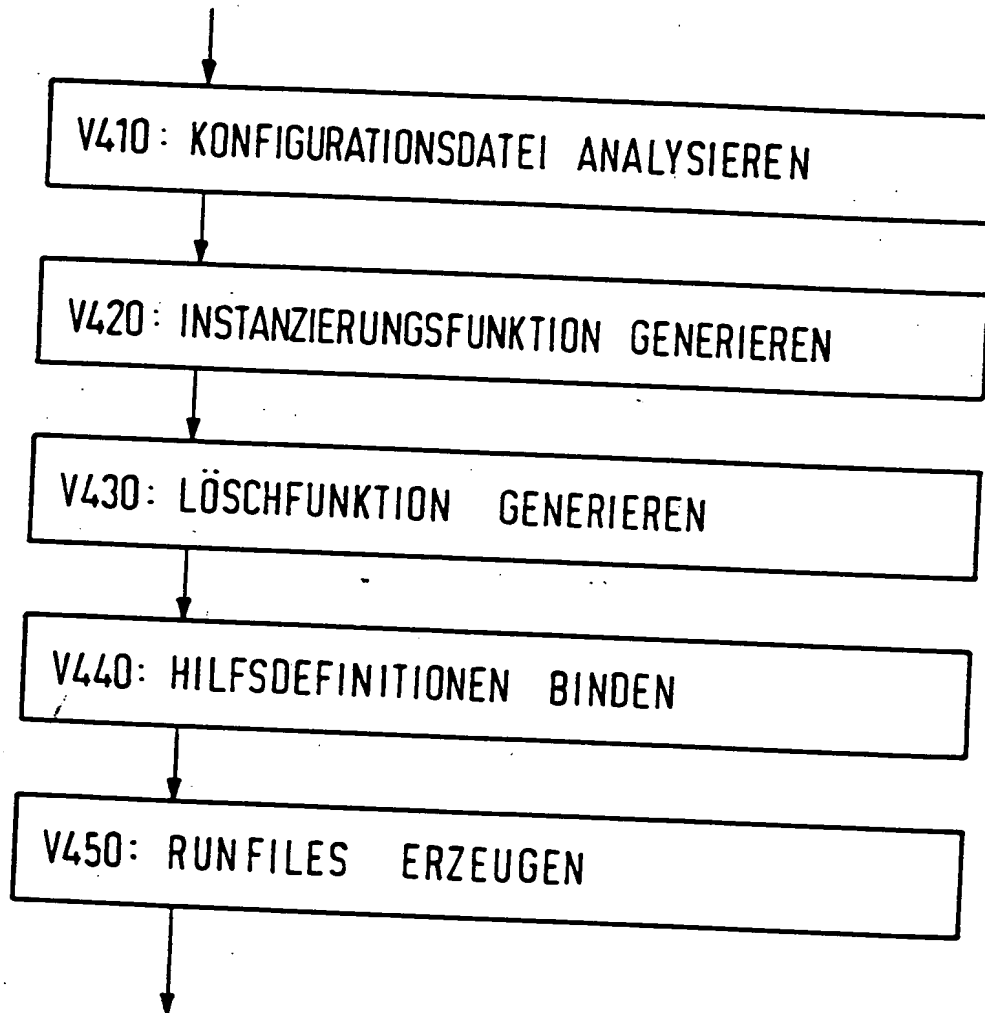 V410: KONFIGURATIONSDATEI ANALYSIEREN
V420: INSTANZIERUNGSFUNKTION GENERIEREN
V430: LÖSCHFUNKTION GENERIEREN
V440: HILFSDEFINITIONEN BINDEN
V450: RUNFILES ERZEUGEN